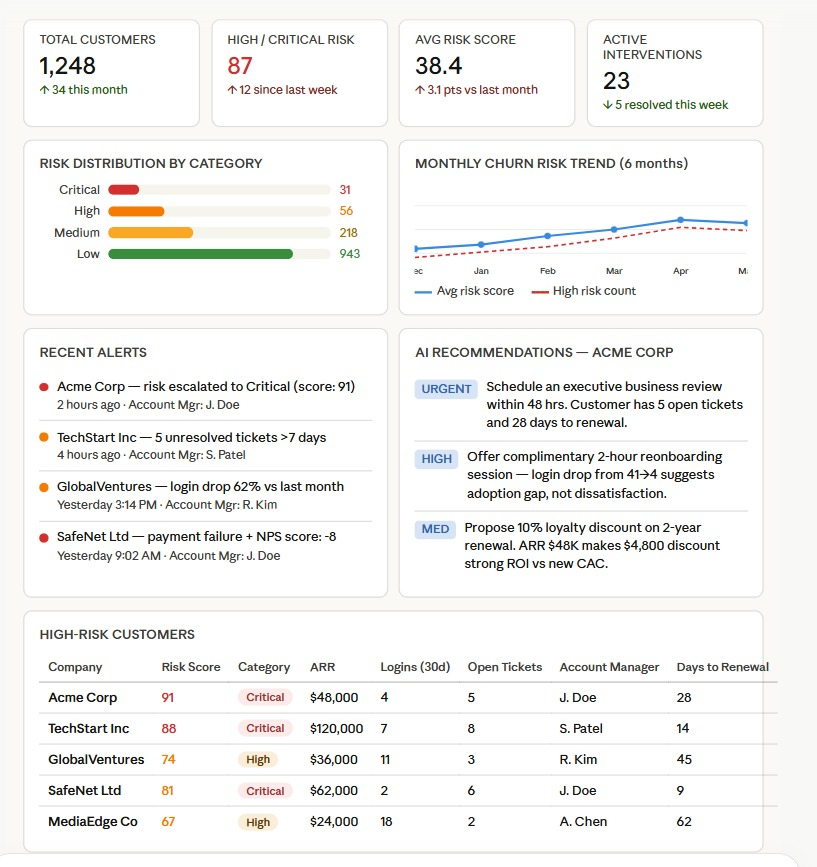 TOTAL CUSTOMERS
1,248
↑ 34 this month
HIGH / CRITICAL RISK
87
↑ 12 since last week
AVG RISK SCORE
38.4
↑ 3.1 pts vs last month
ACTIVE
INTERVENTIONS
23
↓ 5 resolved this week
RISK DISTRIBUTION BY CATEGORY
Critical 31
High 56
Medium 218
Low 943
MONTHLY CHURN RISK TREND (6 months)
ec Jan Feb Mar Apr Ma
Avg risk score High risk count
RECENT ALERTS
Acme Corp — risk escalated to Critical (score: 91)
2 hours ago · Account Mgr: J. Doe
TechStart Inc — 5 unresolved tickets >7 days
4 hours ago · Account Mgr: S. Patel
GlobalVentures — login drop 62% vs last month
Yesterday 3:14 PM · Account Mgr: R. Kim
SafeNet Ltd — payment failure + NPS score: -8
Yesterday 9:02 AM · Account Mgr: J. Doe
AI RECOMMENDATIONS — ACME CORP
URGENT Schedule an executive business review
within 48 hrs. Customer has 5 open tickets
and 28 days to renewal.
HIGH Offer complimentary 2-hour reonboarding
session — login drop from 41→4 suggests
adoption gap, not dissatisfaction.
MED Propose 10% loyalty discount on 2-year
renewal. ARR $48K makes $4,800 discount
strong ROI vs new CAC.
HIGH-RISK CUSTOMERS
Company Risk Score Category ARR Logins (30d) Open Tickets Account Manager Days to Renewal
Acme Corp 91 Critical $48,000 4 5 J. Doe 28
TechStart Inc 88 Critical $120,000 7 8 S. Patel 14
GlobalVentures 74 High $36,000 11 3 R. Kim 45
SafeNet Ltd 81 Critical $62,000 2 6 J. Doe 9
MediaEdge Co 67 High $24,000 18 2 A. Chen 62